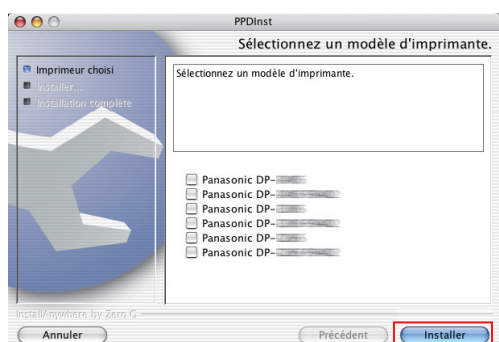 PPDInst
Sélectionnez un modèle d'imprimante.
Imprimeur choisi
Installer...
Installation complète
Sélectionnez un modèle d'imprimante.
Panasonic DP-
Panasonic DP-
Panasonic DP-
Panasonic DP-
Panasonic DP-
Panasonic DP-
InstallAnywhere by Zero G
Annuler
Précédent
Installer